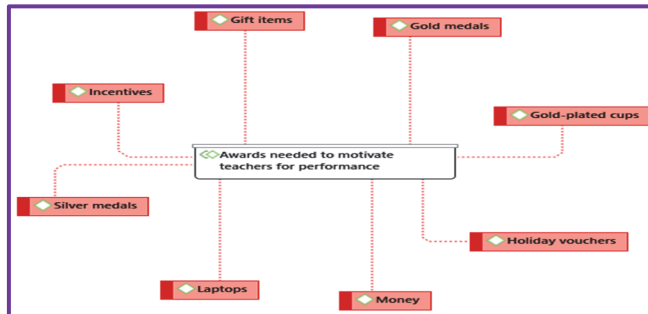 Gift items
Gold medals
Incentives
Gold-plated cups
Awards needed to motivate
teachers for performance
Silver medals
Holiday vouchers
Laptops
Money